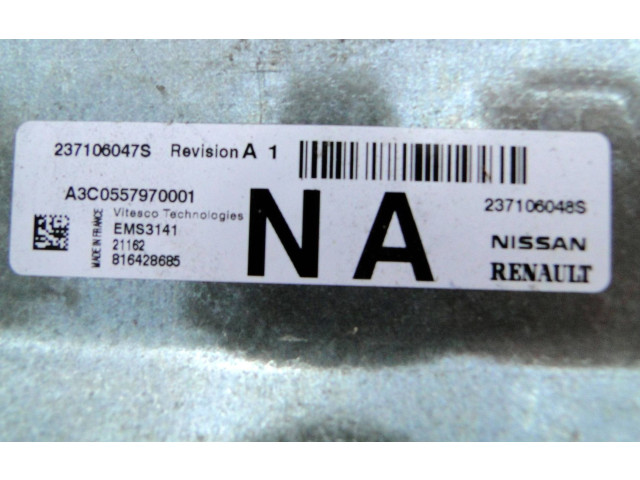 237106047S Revision A 1
A3C0557970001
237106048S
MADE IN FRANCE
Vitesco Technologies
EMS3141
21162
816428685
NA
NISSAN
RENAULT